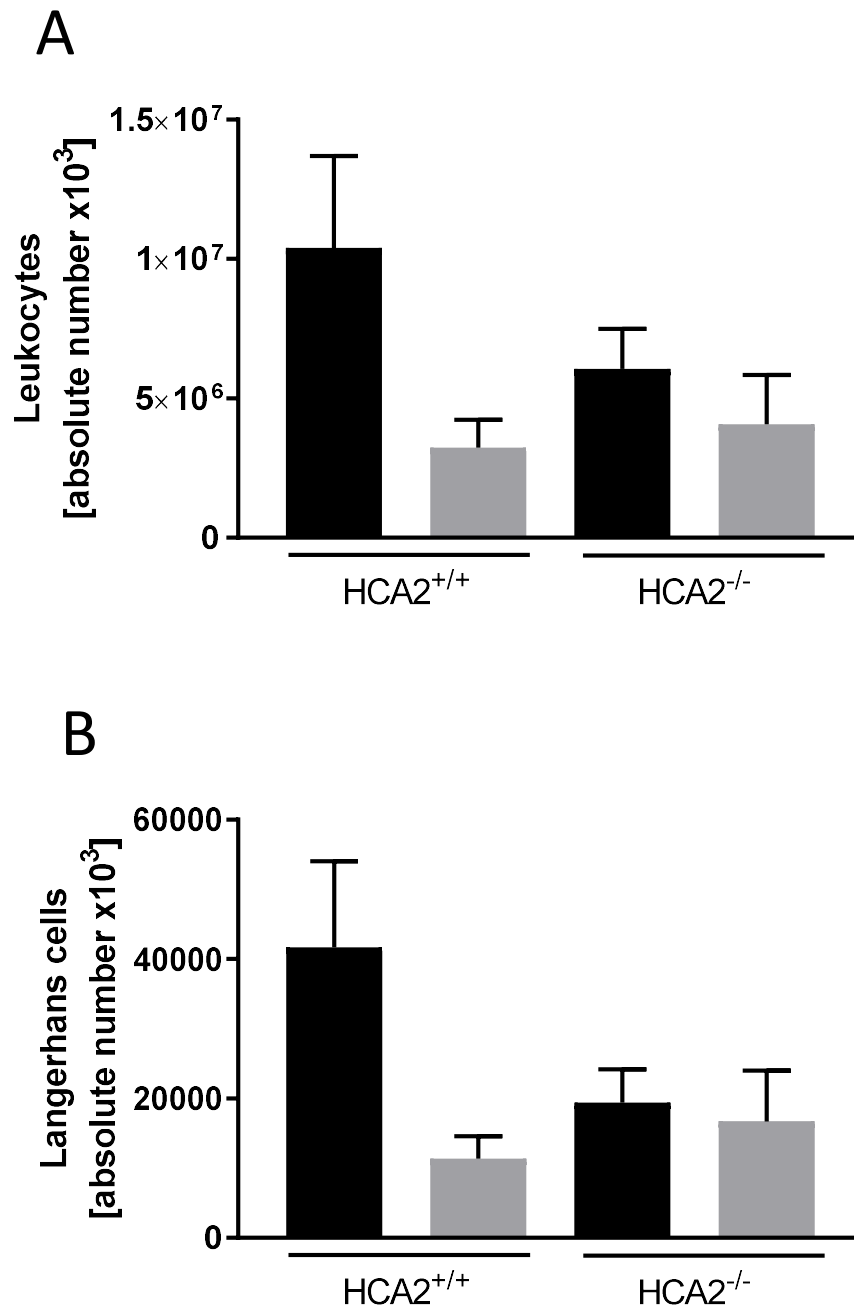 A
1.5×10⁷
1×10⁷
5×10⁶
0
Leukocytes
[absolute number x10³]
HCA2⁺/⁺
HCA2⁻/⁻
B
60000
40000
20000
0
Langerhans cells
[absolute number x10³]
HCA2⁺/⁺
HCA2⁻/⁻